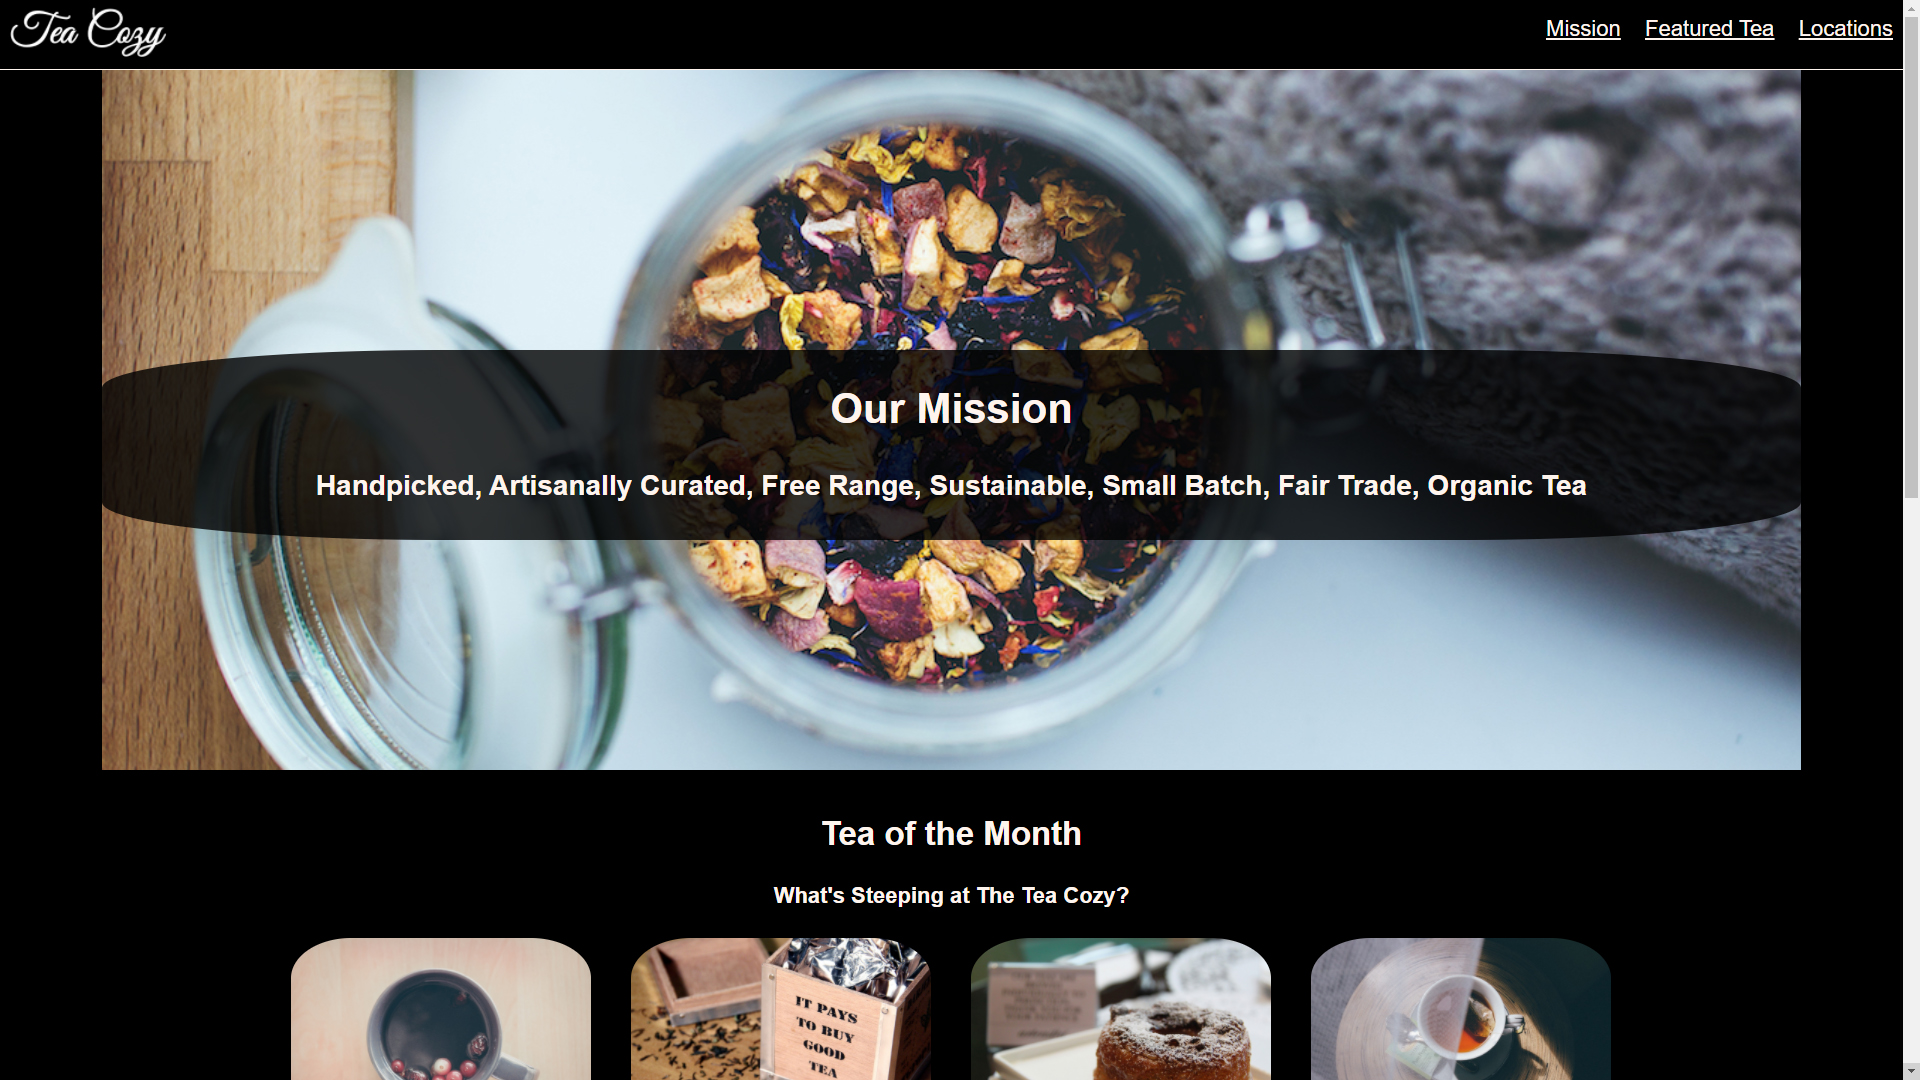 Tea Cozy
Mission Featured Tea Locations
Our Mission
Handpicked, Artisanally Curated, Free Range, Sustainable, Small Batch, Fair Trade, Organic Tea
Tea of the Month
What's Steeping at The Tea Cozy?
IT PAYS
TO BUY
GOOD
TEA